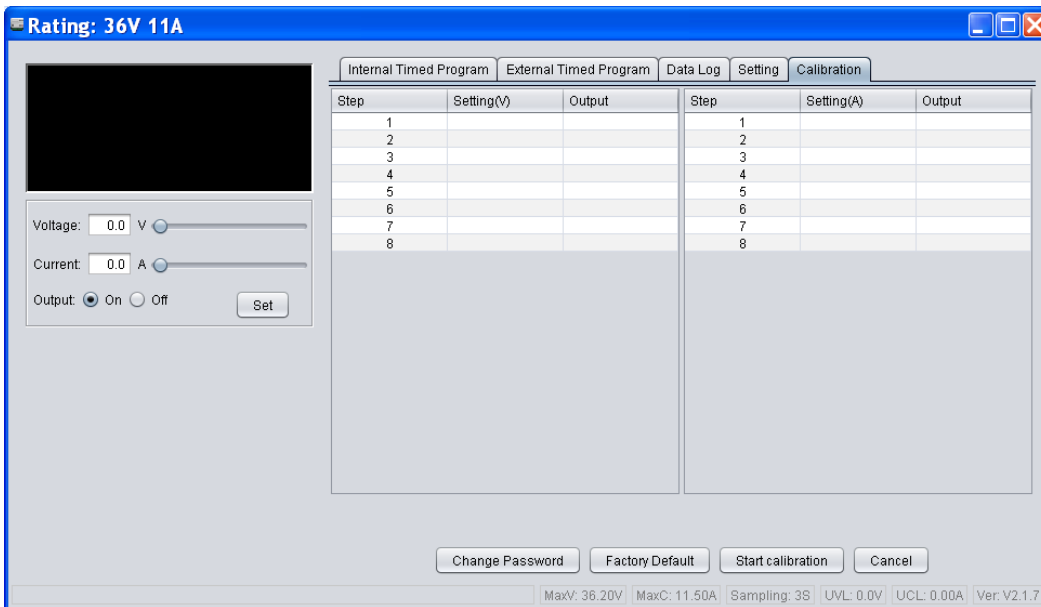 Rating: 36V 11A
Internal Timed Program External Timed Program Data Log Setting Calibration
Step Setting(V) Output Step Setting(A) Output
1 1
2 2
3 3
4 4
5 5
6 6
7 7
8 8
Voltage: 0.0 V
Current: 0.0 A
Output: On Off Set
Change Password Factory Default Start calibration Cancel
MaxV: 36.20V MaxC: 11.50A Sampling: 3S UVL: 0.0V UCL: 0.00A Ver: V2.1.7